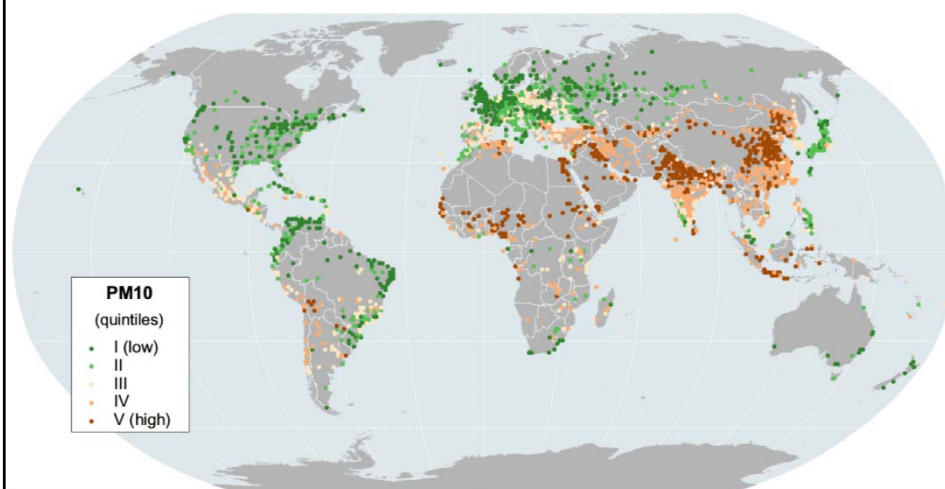 PM10
(quintiles)
I (low)
II
III
IV
V (high)